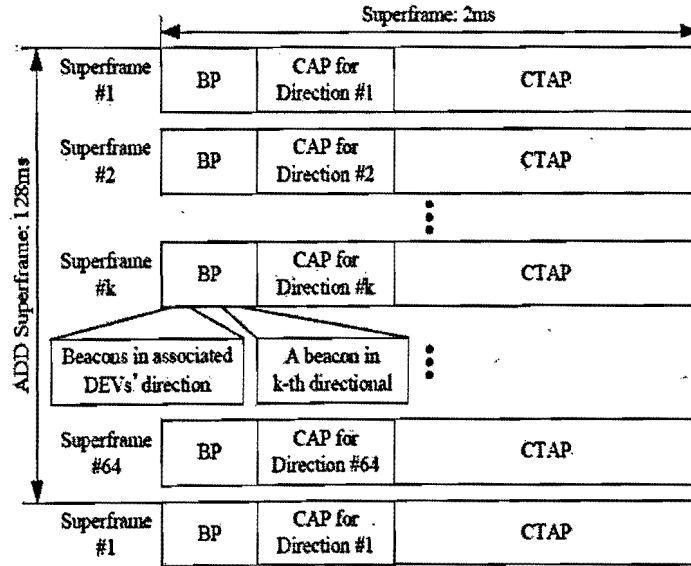 Superframe: 2ms
ADD Superframe: 128ms
Superframe
#1
BP
CAP for
Direction #1
CTAP
Superframe
#2
BP
CAP for
Direction #2
CTAP
Superframe
#k
BP
CAP for
Direction #k
CTAP
Beacons in associated
DEVs' direction
A beacon in
k-th directional
Superframe
#64
BP
CAP for
Direction #64
CTAP
Superframe
#1
BP
CAP for
Direction #1
CTAP